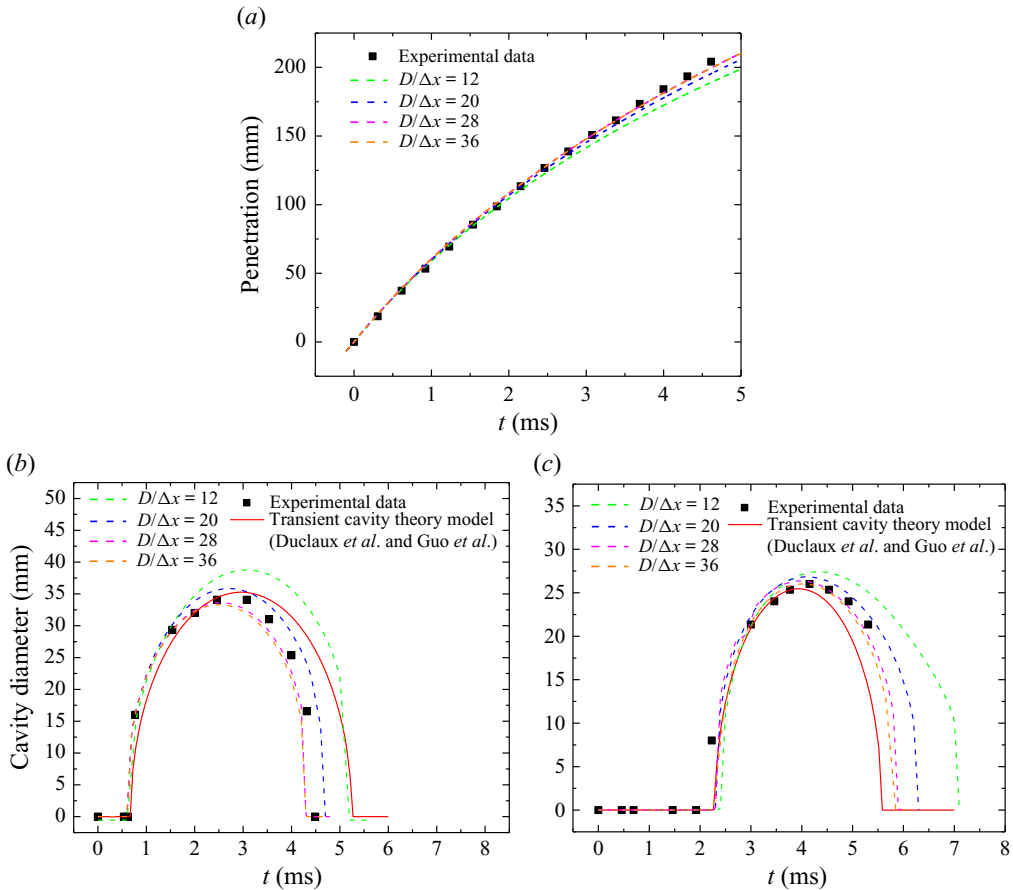 (a)
Experimental data
D/Δx = 12
D/Δx = 20
D/Δx = 28
D/Δx = 36
200
150
100
50
0
Penetration (mm)
0 1 2 3 4 5
t (ms)
(b)
D/Δx = 12
D/Δx = 20
D/Δx = 28
D/Δx = 36
Experimental data
Transient cavity theory model
(Duclaux et al. and Guo et al.)
50
45
40
35
30
25
20
15
10
5
0
Cavity diameter (mm)
0 1 2 3 4 5 6 7 8
t (ms)
(c)
D/Δx = 12
D/Δx = 20
D/Δx = 28
D/Δx = 36
Experimental data
Transient cavity theory model
(Duclaux et al. and Guo et al.)
35
30
25
20
15
10
5
0
0 1 2 3 4 5 6 7 8
t (ms)